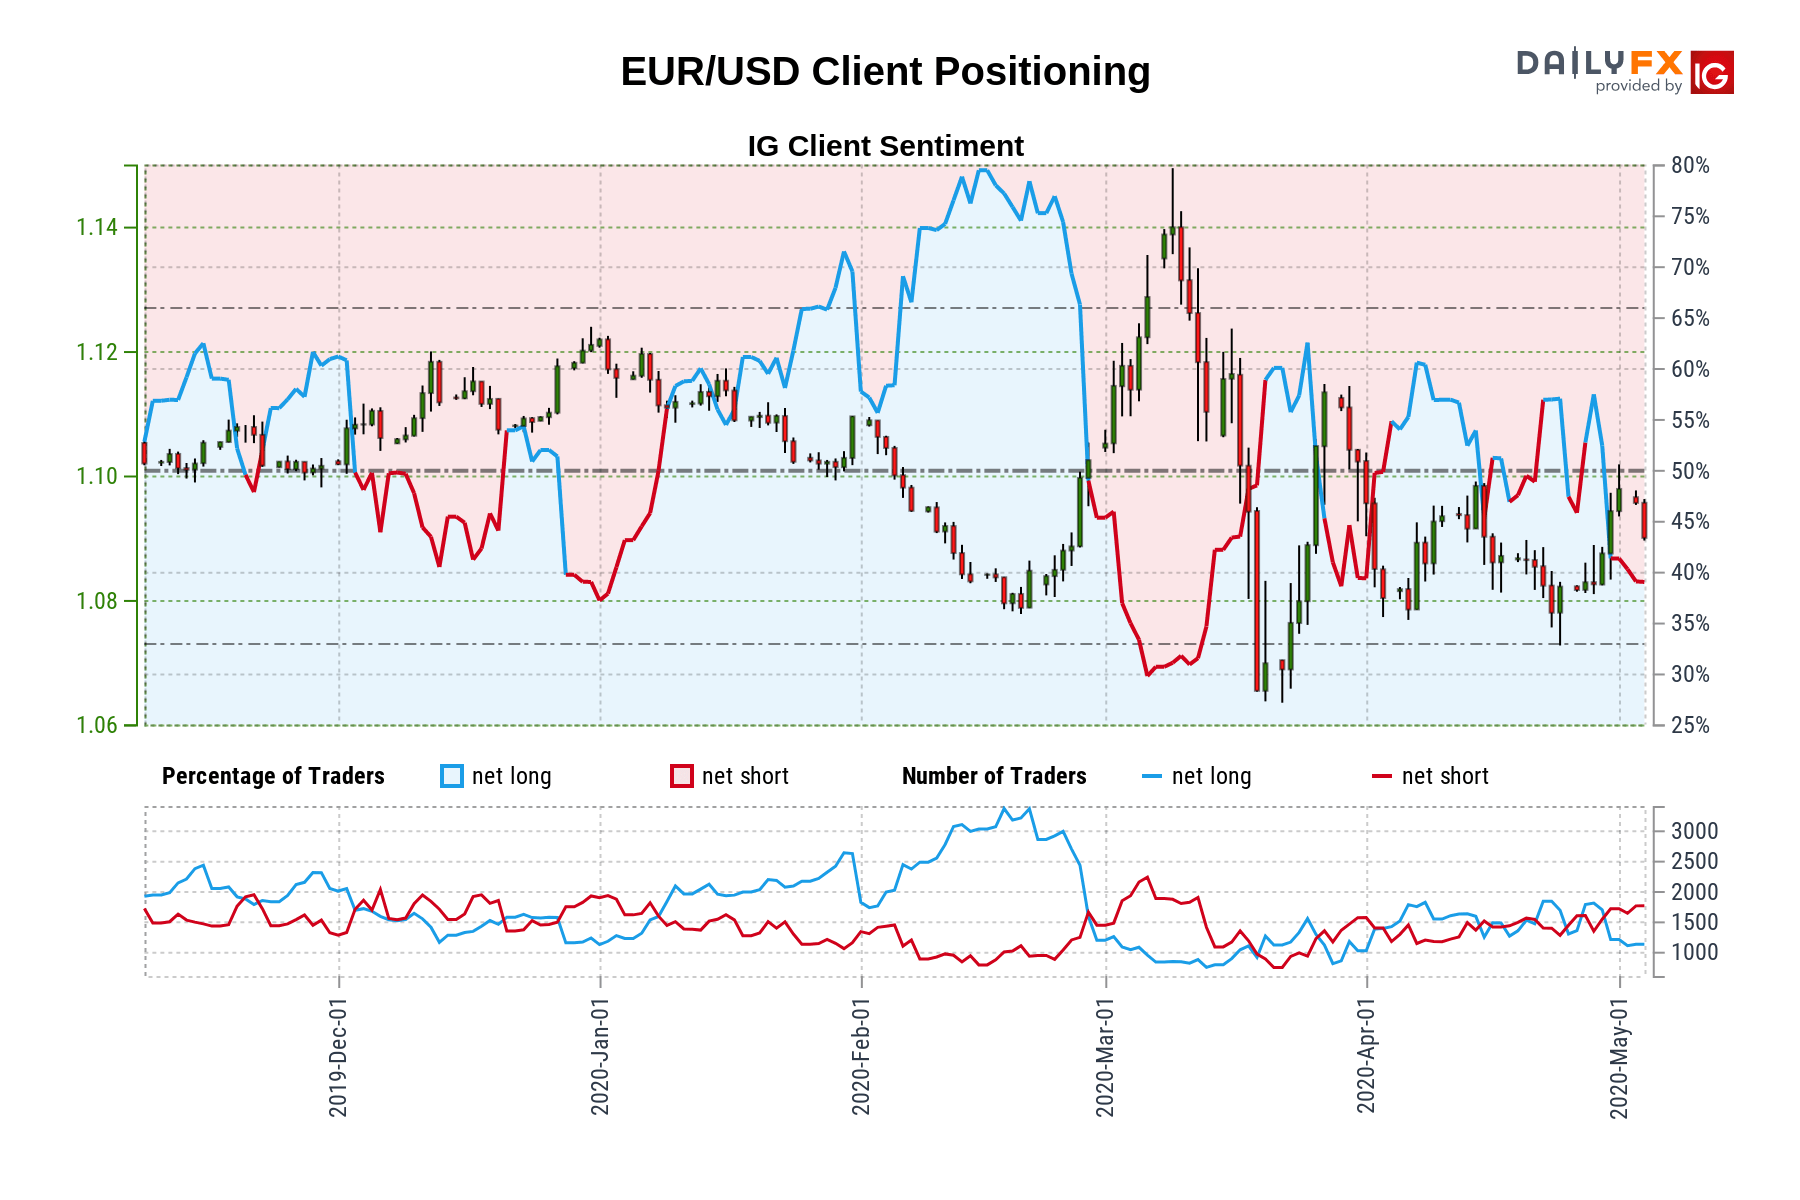 EUR/USD Client Positioning
DAILYFX
provided by IG
IG Client Sentiment
1.14
1.12
1.10
1.08
1.06
80%
75%
70%
65%
60%
55%
50%
45%
40%
35%
30%
25%
Percentage of Traders net long net short Number of Traders net long net short
3000
2500
2000
1500
1000
2019-Dec-01
2020-Jan-01
2020-Feb-01
2020-Mar-01
2020-Apr-01
2020-May-01